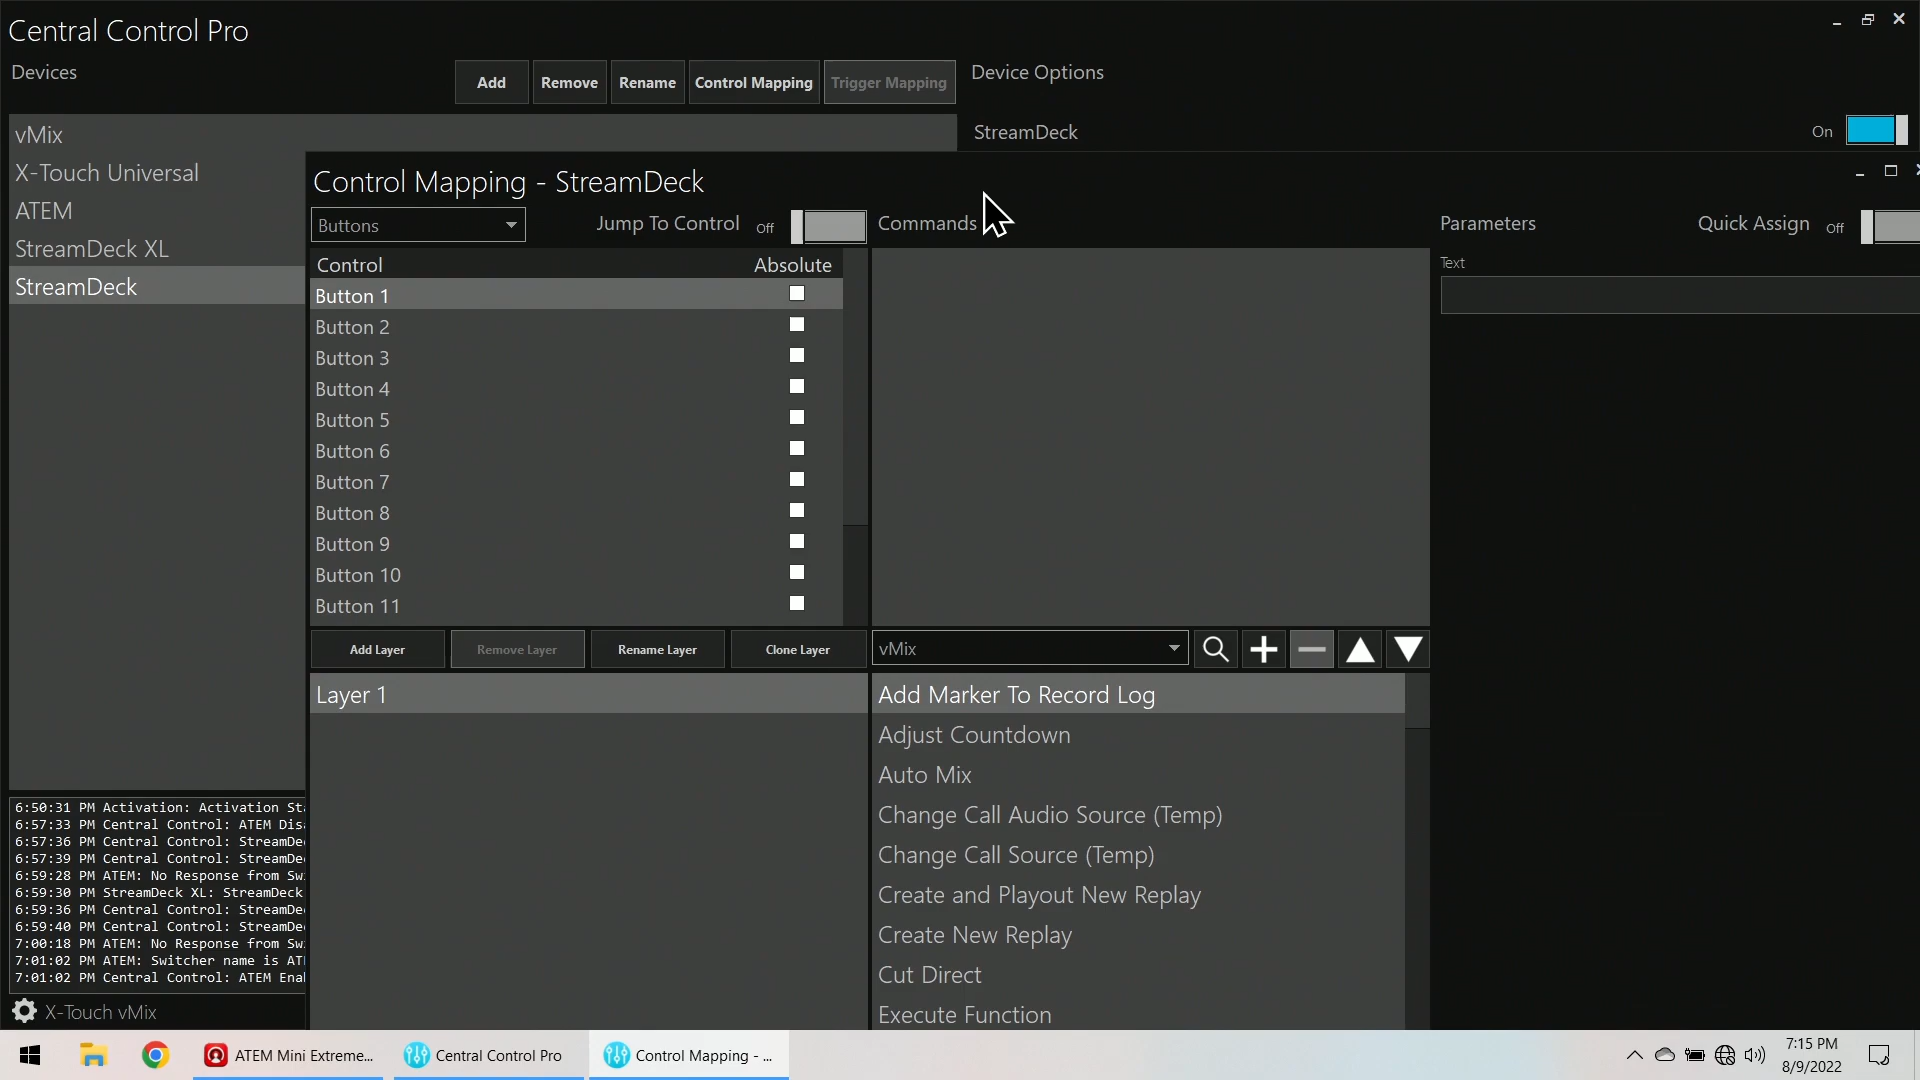 Central Control Pro
Devices
Add
Remove
Rename
Control Mapping
Trigger Mapping
Device Options
vMix
X-Touch Universal
ATEM
StreamDeck XL
StreamDeck
StreamDeck
On
Control Mapping - StreamDeck
Buttons
Jump To Control
Off
Commands
Parameters
Quick Assign
Off
Control
Absolute
Text
Button 1
Button 2
Button 3
Button 4
Button 5
Button 6
Button 7
Button 8
Button 9
Button 10
Button 11
Add Layer
Remove Layer
Rename Layer
Clone Layer
vMix
Layer 1
Add Marker To Record Log
Adjust Countdown
Auto Mix
Change Call Audio Source (Temp)
Change Call Source (Temp)
Create and Playout New Replay
Create New Replay
Cut Direct
Execute Function
6:50:31 PM Activation: Activation Sta
6:57:33 PM Central Control: ATEM Disa
6:57:36 PM Central Control: StreamDe
6:57:39 PM Central Control: StreamDe
6:59:28 PM ATEM: No Response from Sw
6:59:30 PM StreamDeck XL: StreamDeck
6:59:36 PM Central Control: StreamDe
6:59:40 PM Central Control: StreamDe
7:00:18 PM ATEM: No Response from Sw
7:01:02 PM ATEM: Switcher name is AT
7:01:02 PM Central Control: ATEM Ena
X-Touch vMix
ATEM Mini Extreme...
Central Control Pro
Control Mapping - ...
7:15 PM
8/9/2022